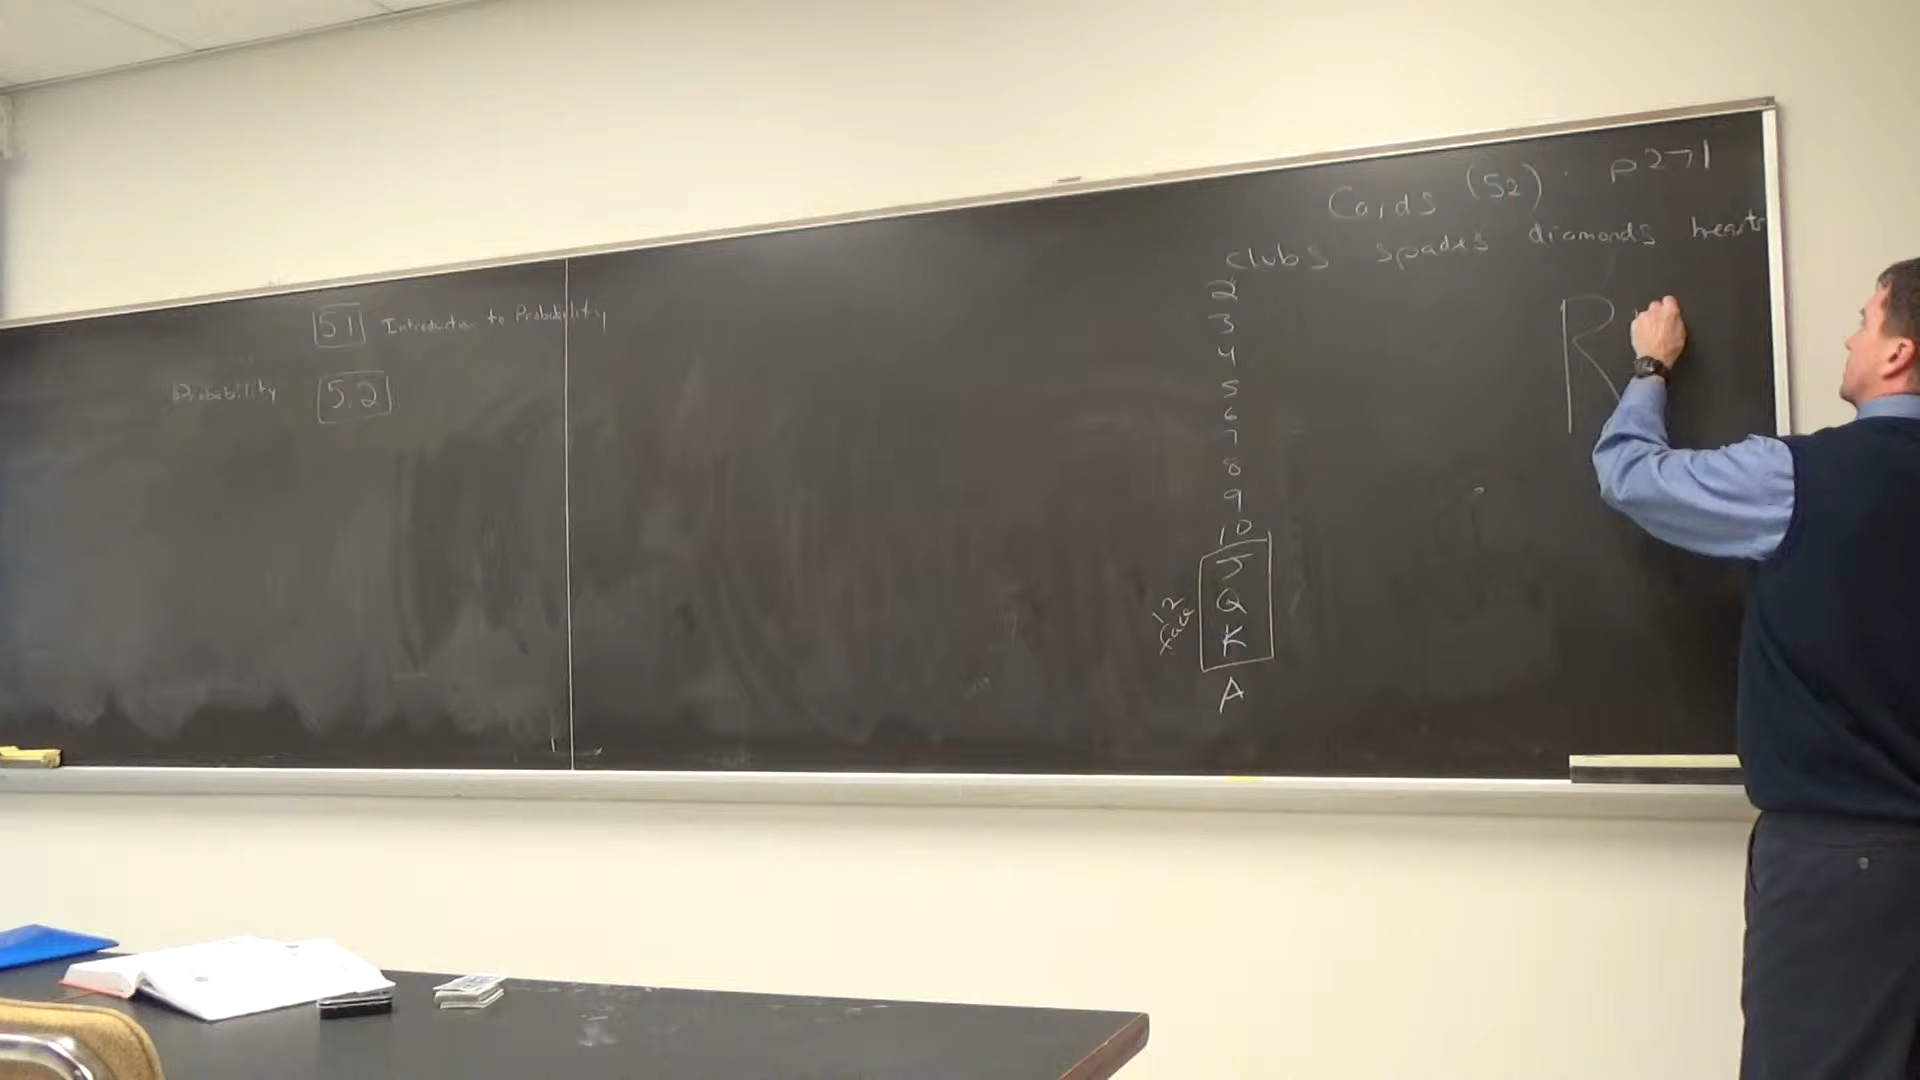 5.1 Introduction to Probability
Probability 5.2
Cards (52) p271
clubs spades diamonds hearts
2
3
4
5
6
7
8
9
10
J
Q
K
A
12 face
R